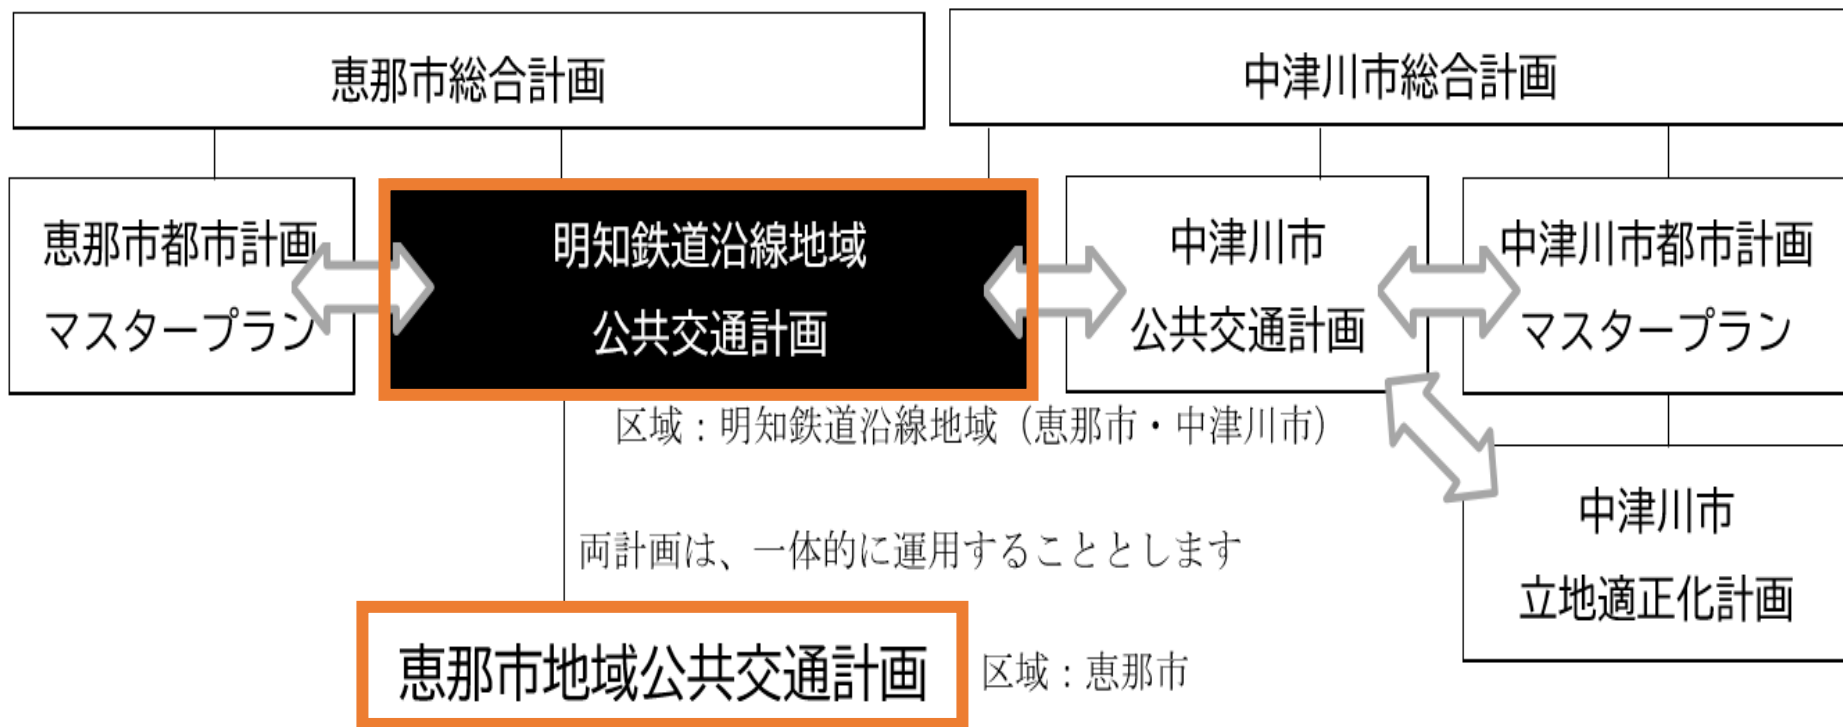 恵那市総合計画
中津川市総合計画
恵那市都市計画
マスタープラン
明知鉄道沿線地域
公共交通計画
中津川市
公共交通計画
中津川市都市計画
マスタープラン
区域：明知鉄道沿線地域（恵那市・中津川市）
両計画は、一体的に運用することとします
中津川市
立地適正化計画
恵那市地域公共交通計画
区域：恵那市